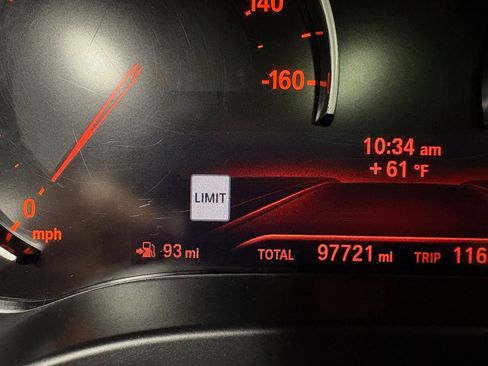 140
-160
10:34 am
+ 61 °F
LIMIT
0
mph
93 mi
TOTAL 97721 mi TRIP 116